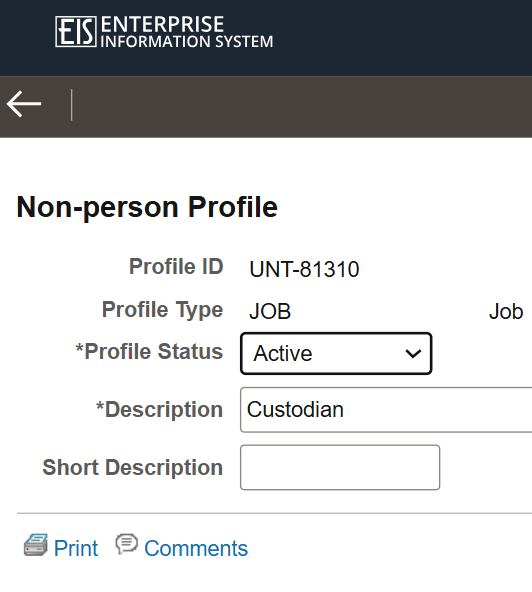 EIS ENTERPRISE
INFORMATION SYSTEM
Non-person Profile
Profile ID UNT-81310
Profile Type JOB Job
*Profile Status Active
*Description Custodian
Short Description
Print Comments